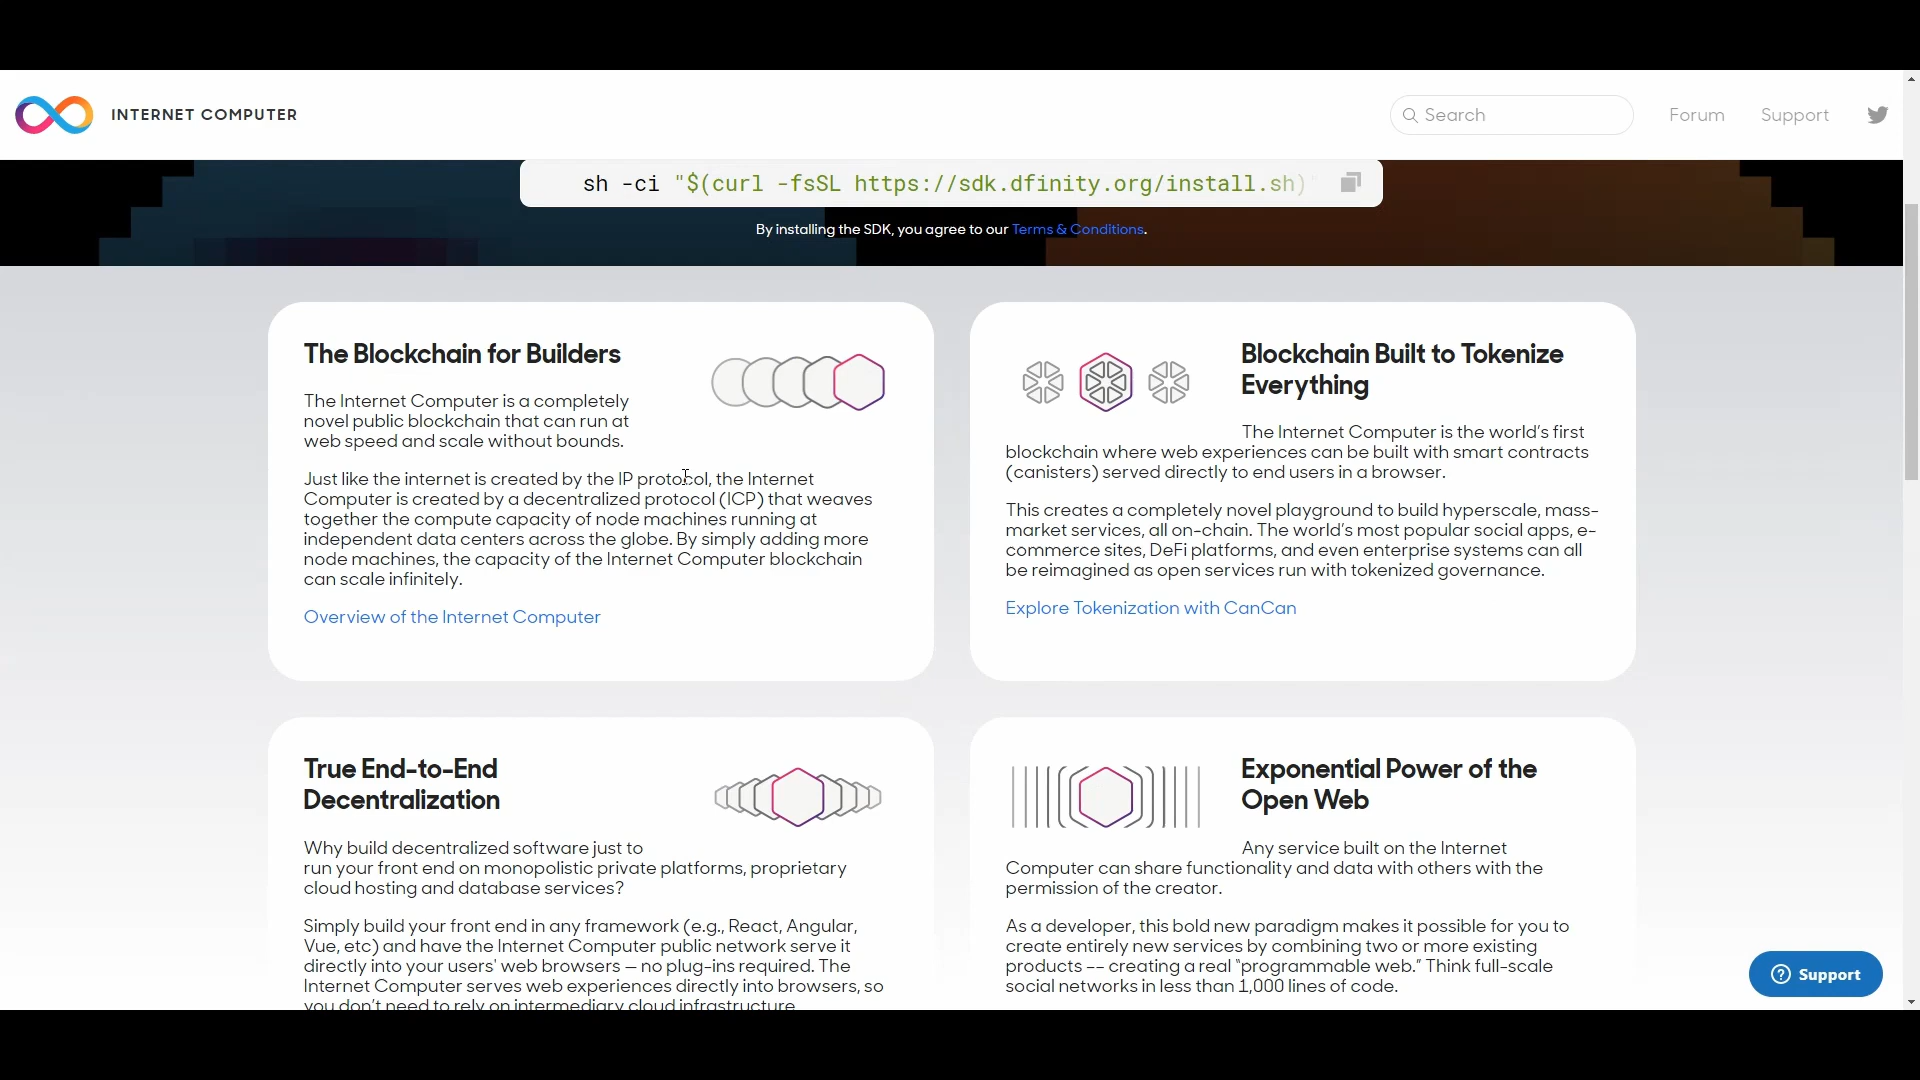 INTERNET COMPUTER
Search
Forum
Support
sh -ci "$(curl -fsSL https://sdk.dfinity.org/install.sh)"
By installing the SDK, you agree to our Terms & Conditions.
The Blockchain for Builders
The Internet Computer is a completely
novel public blockchain that can run at
web speed and scale without bounds.
Just like the internet is created by the IP protocol, the Internet
Computer is created by a decentralized protocol (ICP) that weaves
together the compute capacity of node machines running at
independent data centers across the globe. By simply adding more
node machines, the capacity of the Internet Computer blockchain
can scale infinitely.
Overview of the Internet Computer
Blockchain Built to Tokenize
Everything
The Internet Computer is the world's first
blockchain where web experiences can be built with smart contracts
(canisters) served directly to end users in a browser.
This creates a completely novel playground to build hyperscale, mass-
market services, all on-chain. The world's most popular social apps, e-
commerce sites, DeFi platforms, and even enterprise systems can all
be reimagined as open services run with tokenized governance.
Explore Tokenization with CanCan
True End-to-End
Decentralization
Why build decentralized software just to
run your front end on monopolistic private platforms, proprietary
cloud hosting and database services?
Simply build your front end in any framework (e.g., React, Angular,
Vue, etc) and have the Internet Computer public network serve it
directly into your users' web browsers — no plug-ins required. The
Internet Computer serves web experiences directly into browsers, so
you don't need to rely on intermediary cloud infrastructure.
Exponential Power of the
Open Web
Any service built on the Internet
Computer can share functionality and data with others with the
permission of the creator.
As a developer, this bold new paradigm makes it possible for you to
create entirely new services by combining two or more existing
products -- creating a real "programmable web." Think full-scale
social networks in less than 1,000 lines of code.
Support